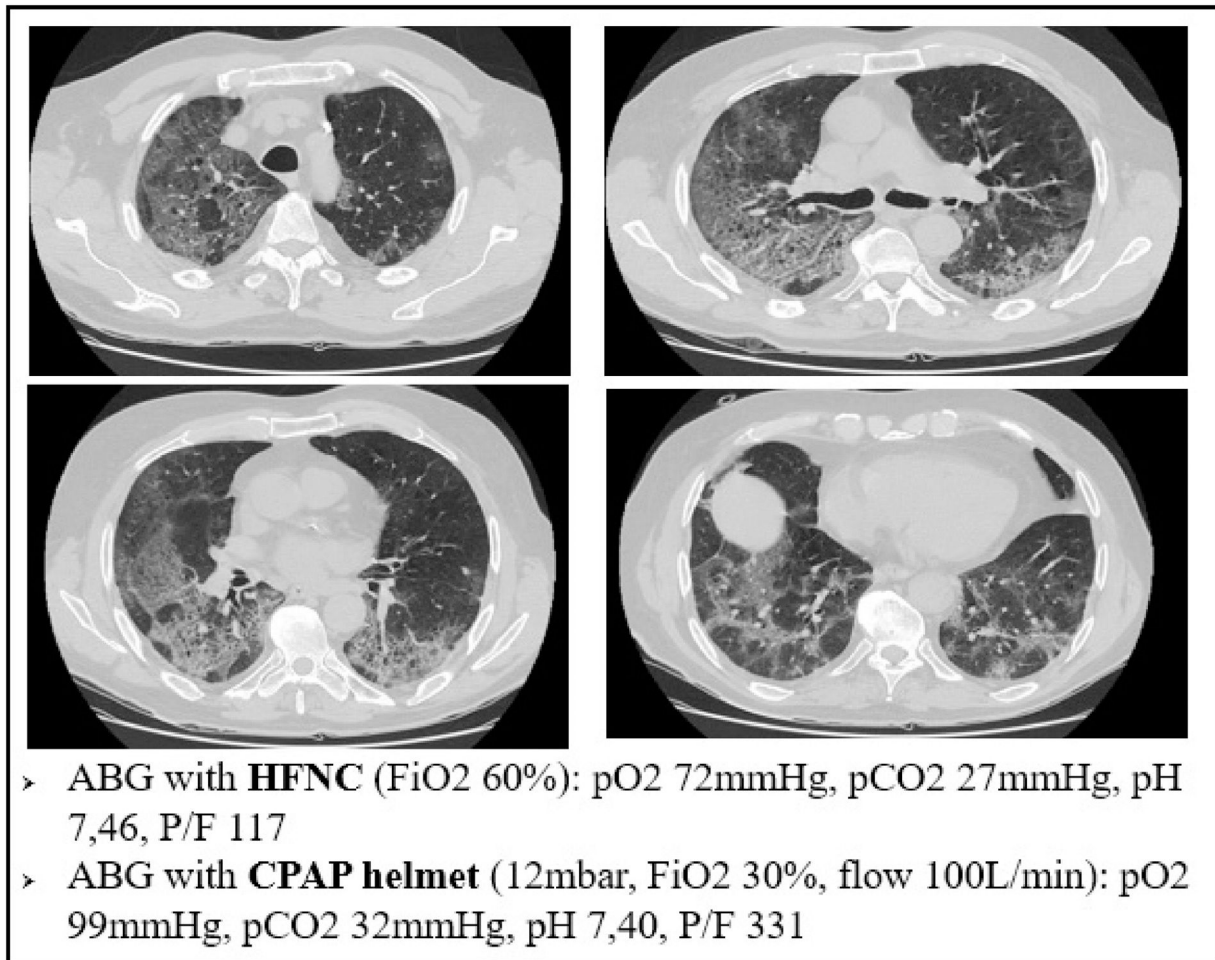 ➤ ABG with HFNC (FiO2 60%): pO2 72mmHg, pCO2 27mmHg, pH
7,46, P/F 117
➤ ABG with CPAP helmet (12mbar, FiO2 30%, flow 100L/min): pO2
99mmHg, pCO2 32mmHg, pH 7,40, P/F 331